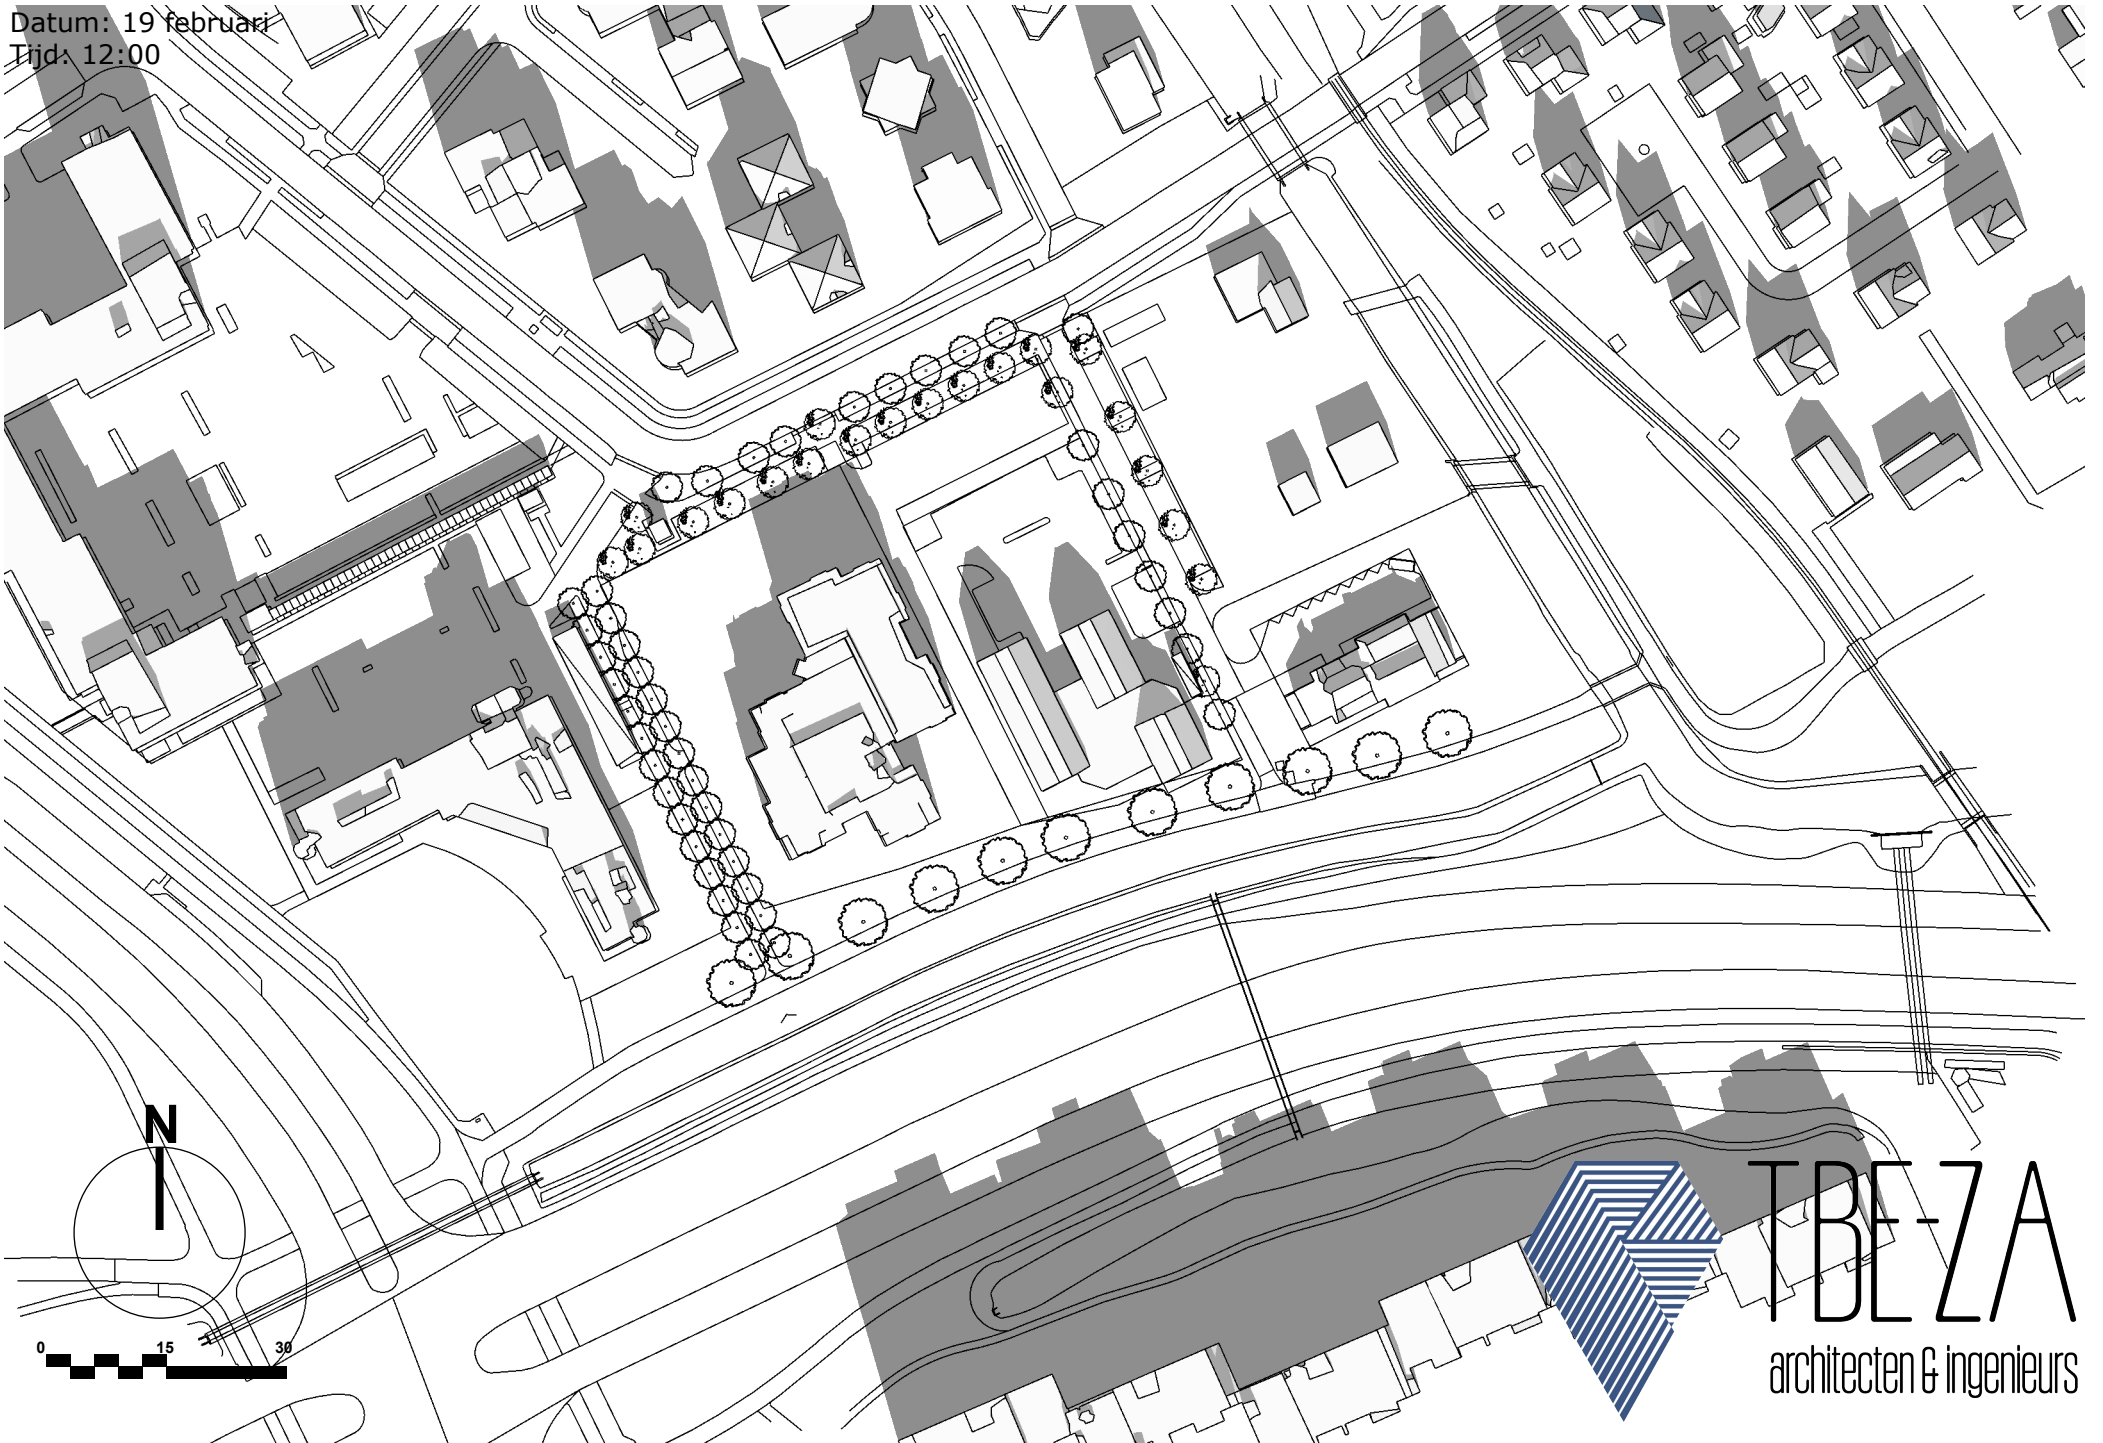 Datum: 19 februari
Tijd: 12:00
N
0 15 30
TBE-ZA
architecten & ingenieurs